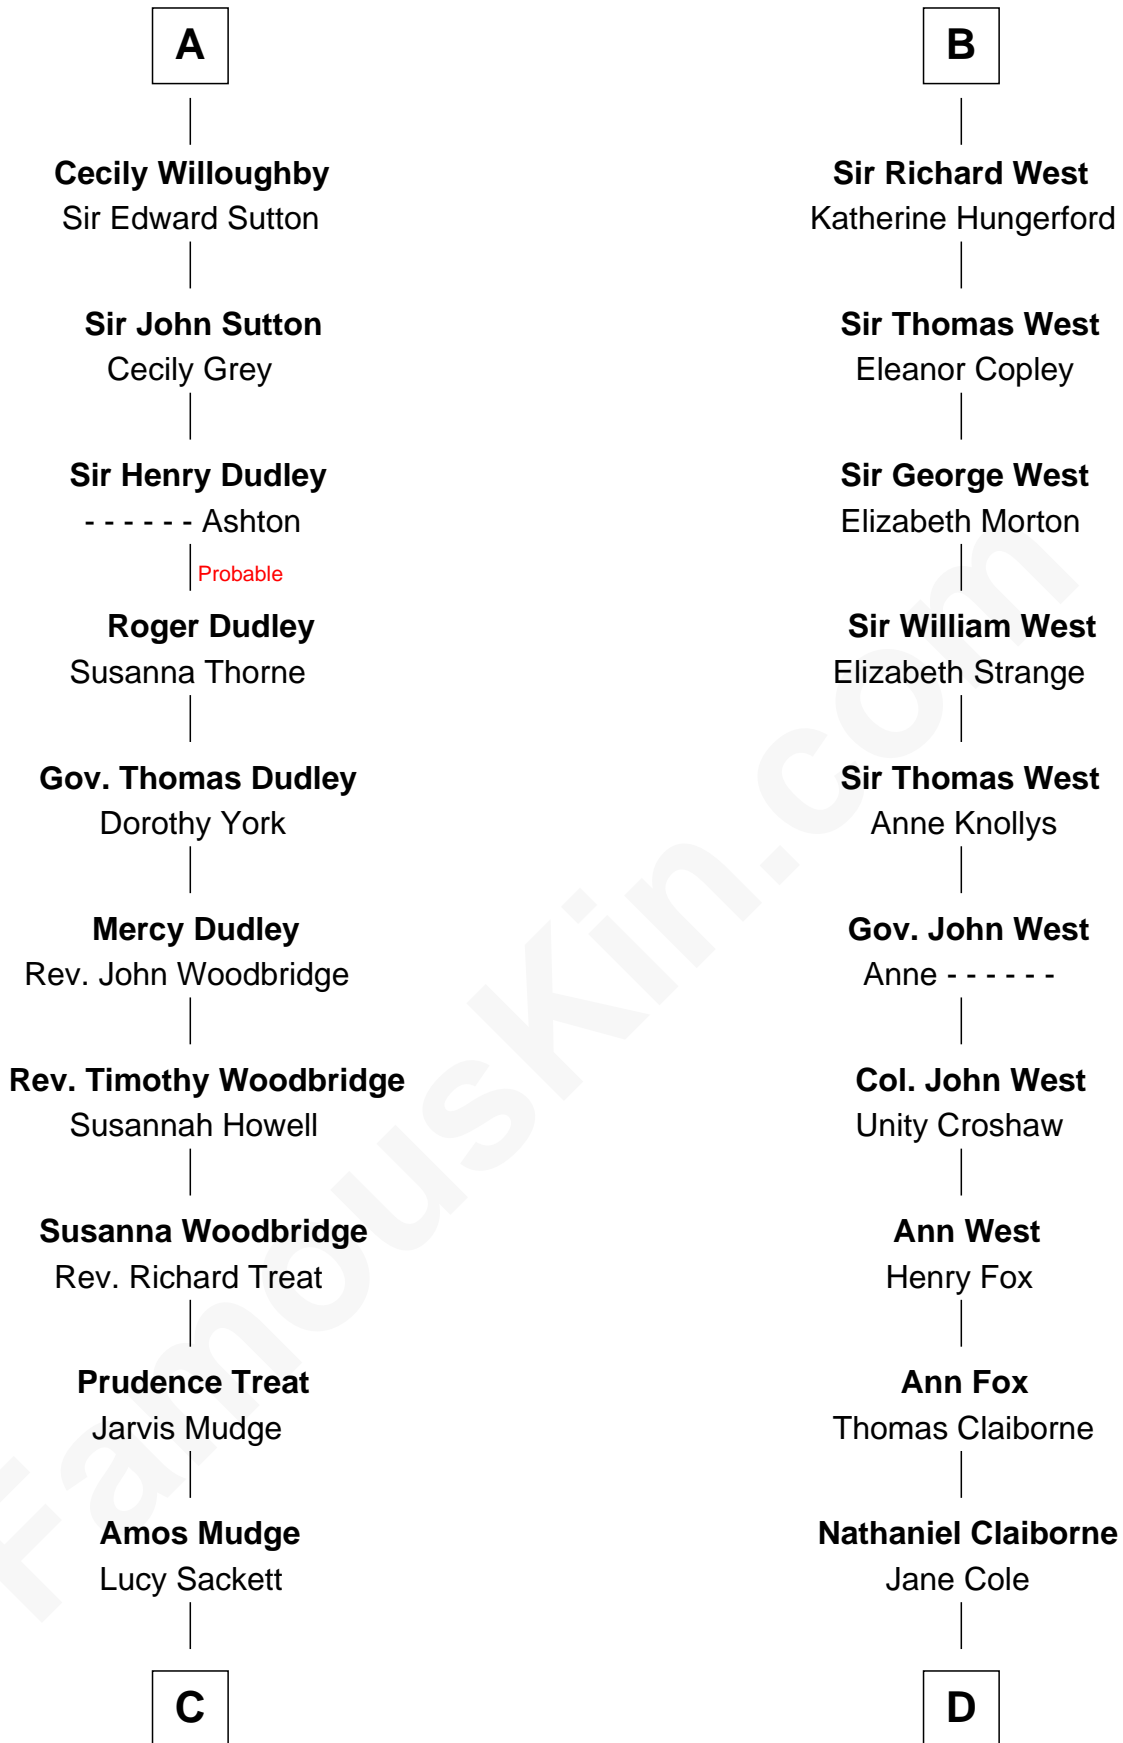 A
Cecily Willoughby
Sir Edward Sutton
Sir John Sutton
Cecily Grey
Sir Henry Dudley
- - - - - - Ashton
Probable
Roger Dudley
Susanna Thorne
Gov. Thomas Dudley
Dorothy York
Mercy Dudley
Rev. John Woodbridge
Rev. Timothy Woodbridge
Susannah Howell
Susanna Woodbridge
Rev. Richard Treat
Prudence Treat
Jarvis Mudge
Amos Mudge
Lucy Sackett
C
B
Sir Richard West
Katherine Hungerford
Sir Thomas West
Eleanor Copley
Sir George West
Elizabeth Morton
Sir William West
Elizabeth Strange
Sir Thomas West
Anne Knollys
Gov. John West
Anne - - - - - -
Col. John West
Unity Croshaw
Ann West
Henry Fox
Ann Fox
Thomas Claiborne
Nathaniel Claiborne
Jane Cole
D
FamousKin.com